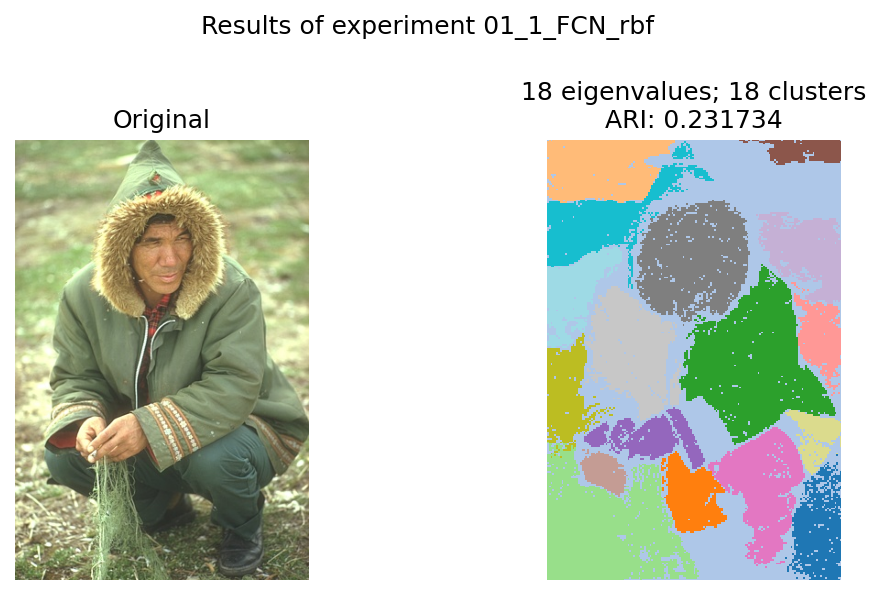 Results of experiment 01_1_FCN_rbf
Original
18 eigenvalues; 18 clusters
ARI: 0.231734